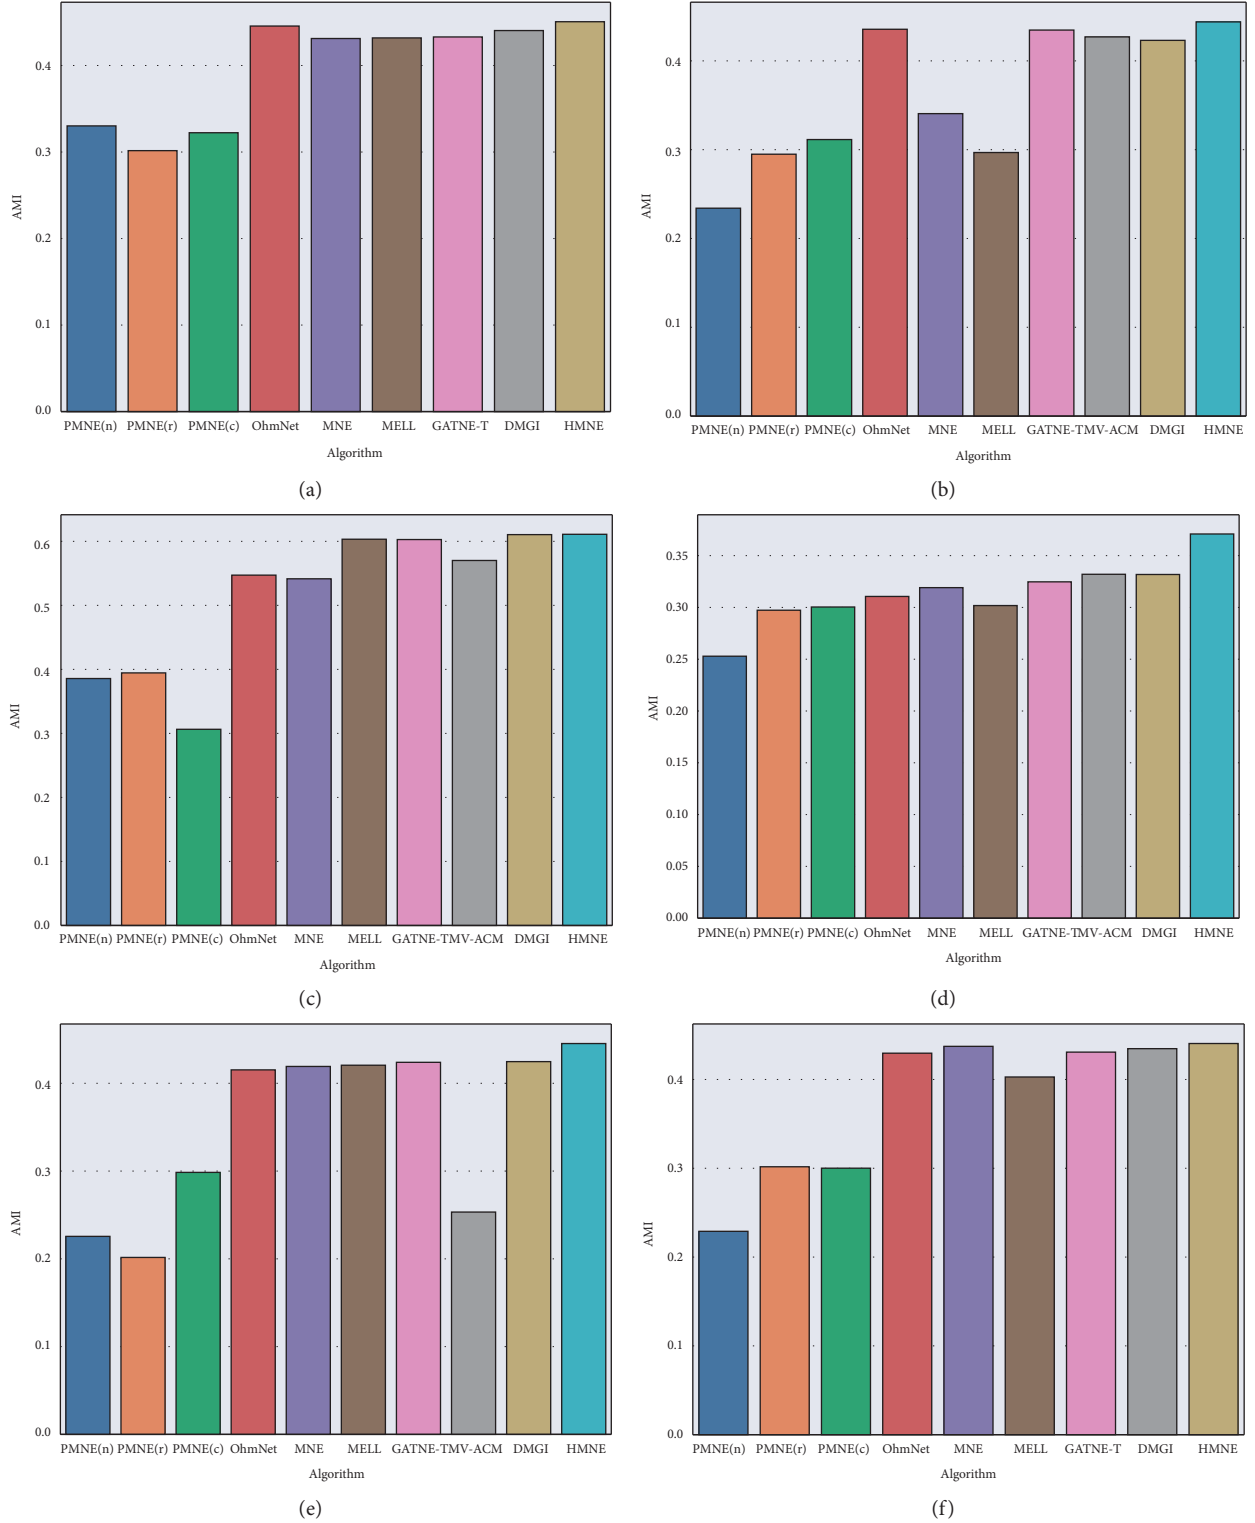 0.4
0.3
0.2
0.1
0.0
AMI
PMNE(n) PMNE(r) PMNE(c) OhmNet MNE MELL GATNE-T DMGI HMNE
Algorithm
(a)
0.4
0.3
0.2
0.1
0.0
AMI
PMNE(n) PMNE(r) PMNE(c) OhmNet MNE MELL GATNE-TMV-ACM DMGI HMNE
Algorithm
(b)
0.6
0.5
0.4
0.3
0.2
0.1
0.0
AMI
PMNE(n) PMNE(r) PMNE(c) OhmNet MNE MELL GATNE-TMV-ACM DMGI HMNE
Algorithm
(c)
0.35
0.30
0.25
0.20
0.15
0.10
0.05
0.00
AMI
PMNE(n) PMNE(r) PMNE(c) OhmNet MNE MELL GATNE-TMV-ACM DMGI HMNE
Algorithm
(d)
0.4
0.3
0.2
0.1
0.0
AMI
PMNE(n) PMNE(r) PMNE(c) OhmNet MNE MELL GATNE-TMV-ACM DMGI HMNE
Algorithm
(e)
0.4
0.3
0.2
0.1
0.0
AMI
PMNE(n) PMNE(r) PMNE(c) OhmNet MNE MELL GATNE-T DMGI HMNE
Algorithm
(f)